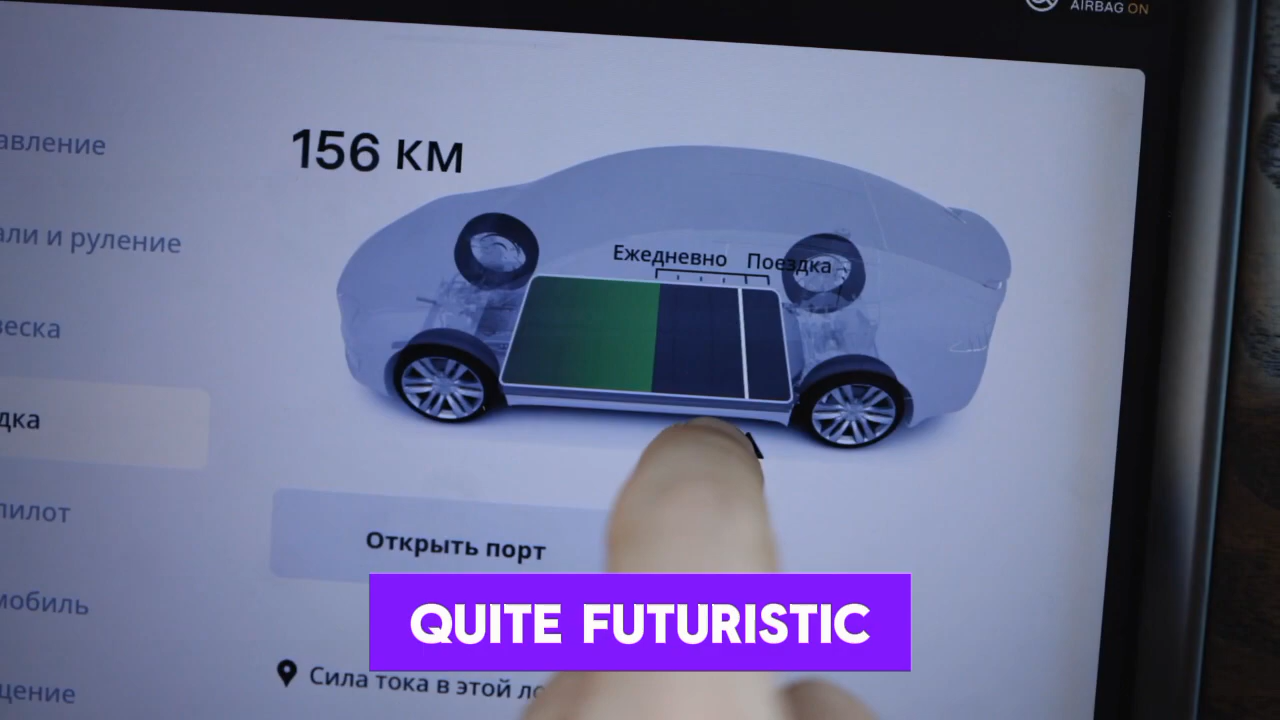 AIRBAG ON
156 км
авление
али и руление
Ежедневно Поездка
веска
дка
пилот
Открыть порт
мобиль
QUITE FUTURISTIC
Сила тока в этой ло
щение